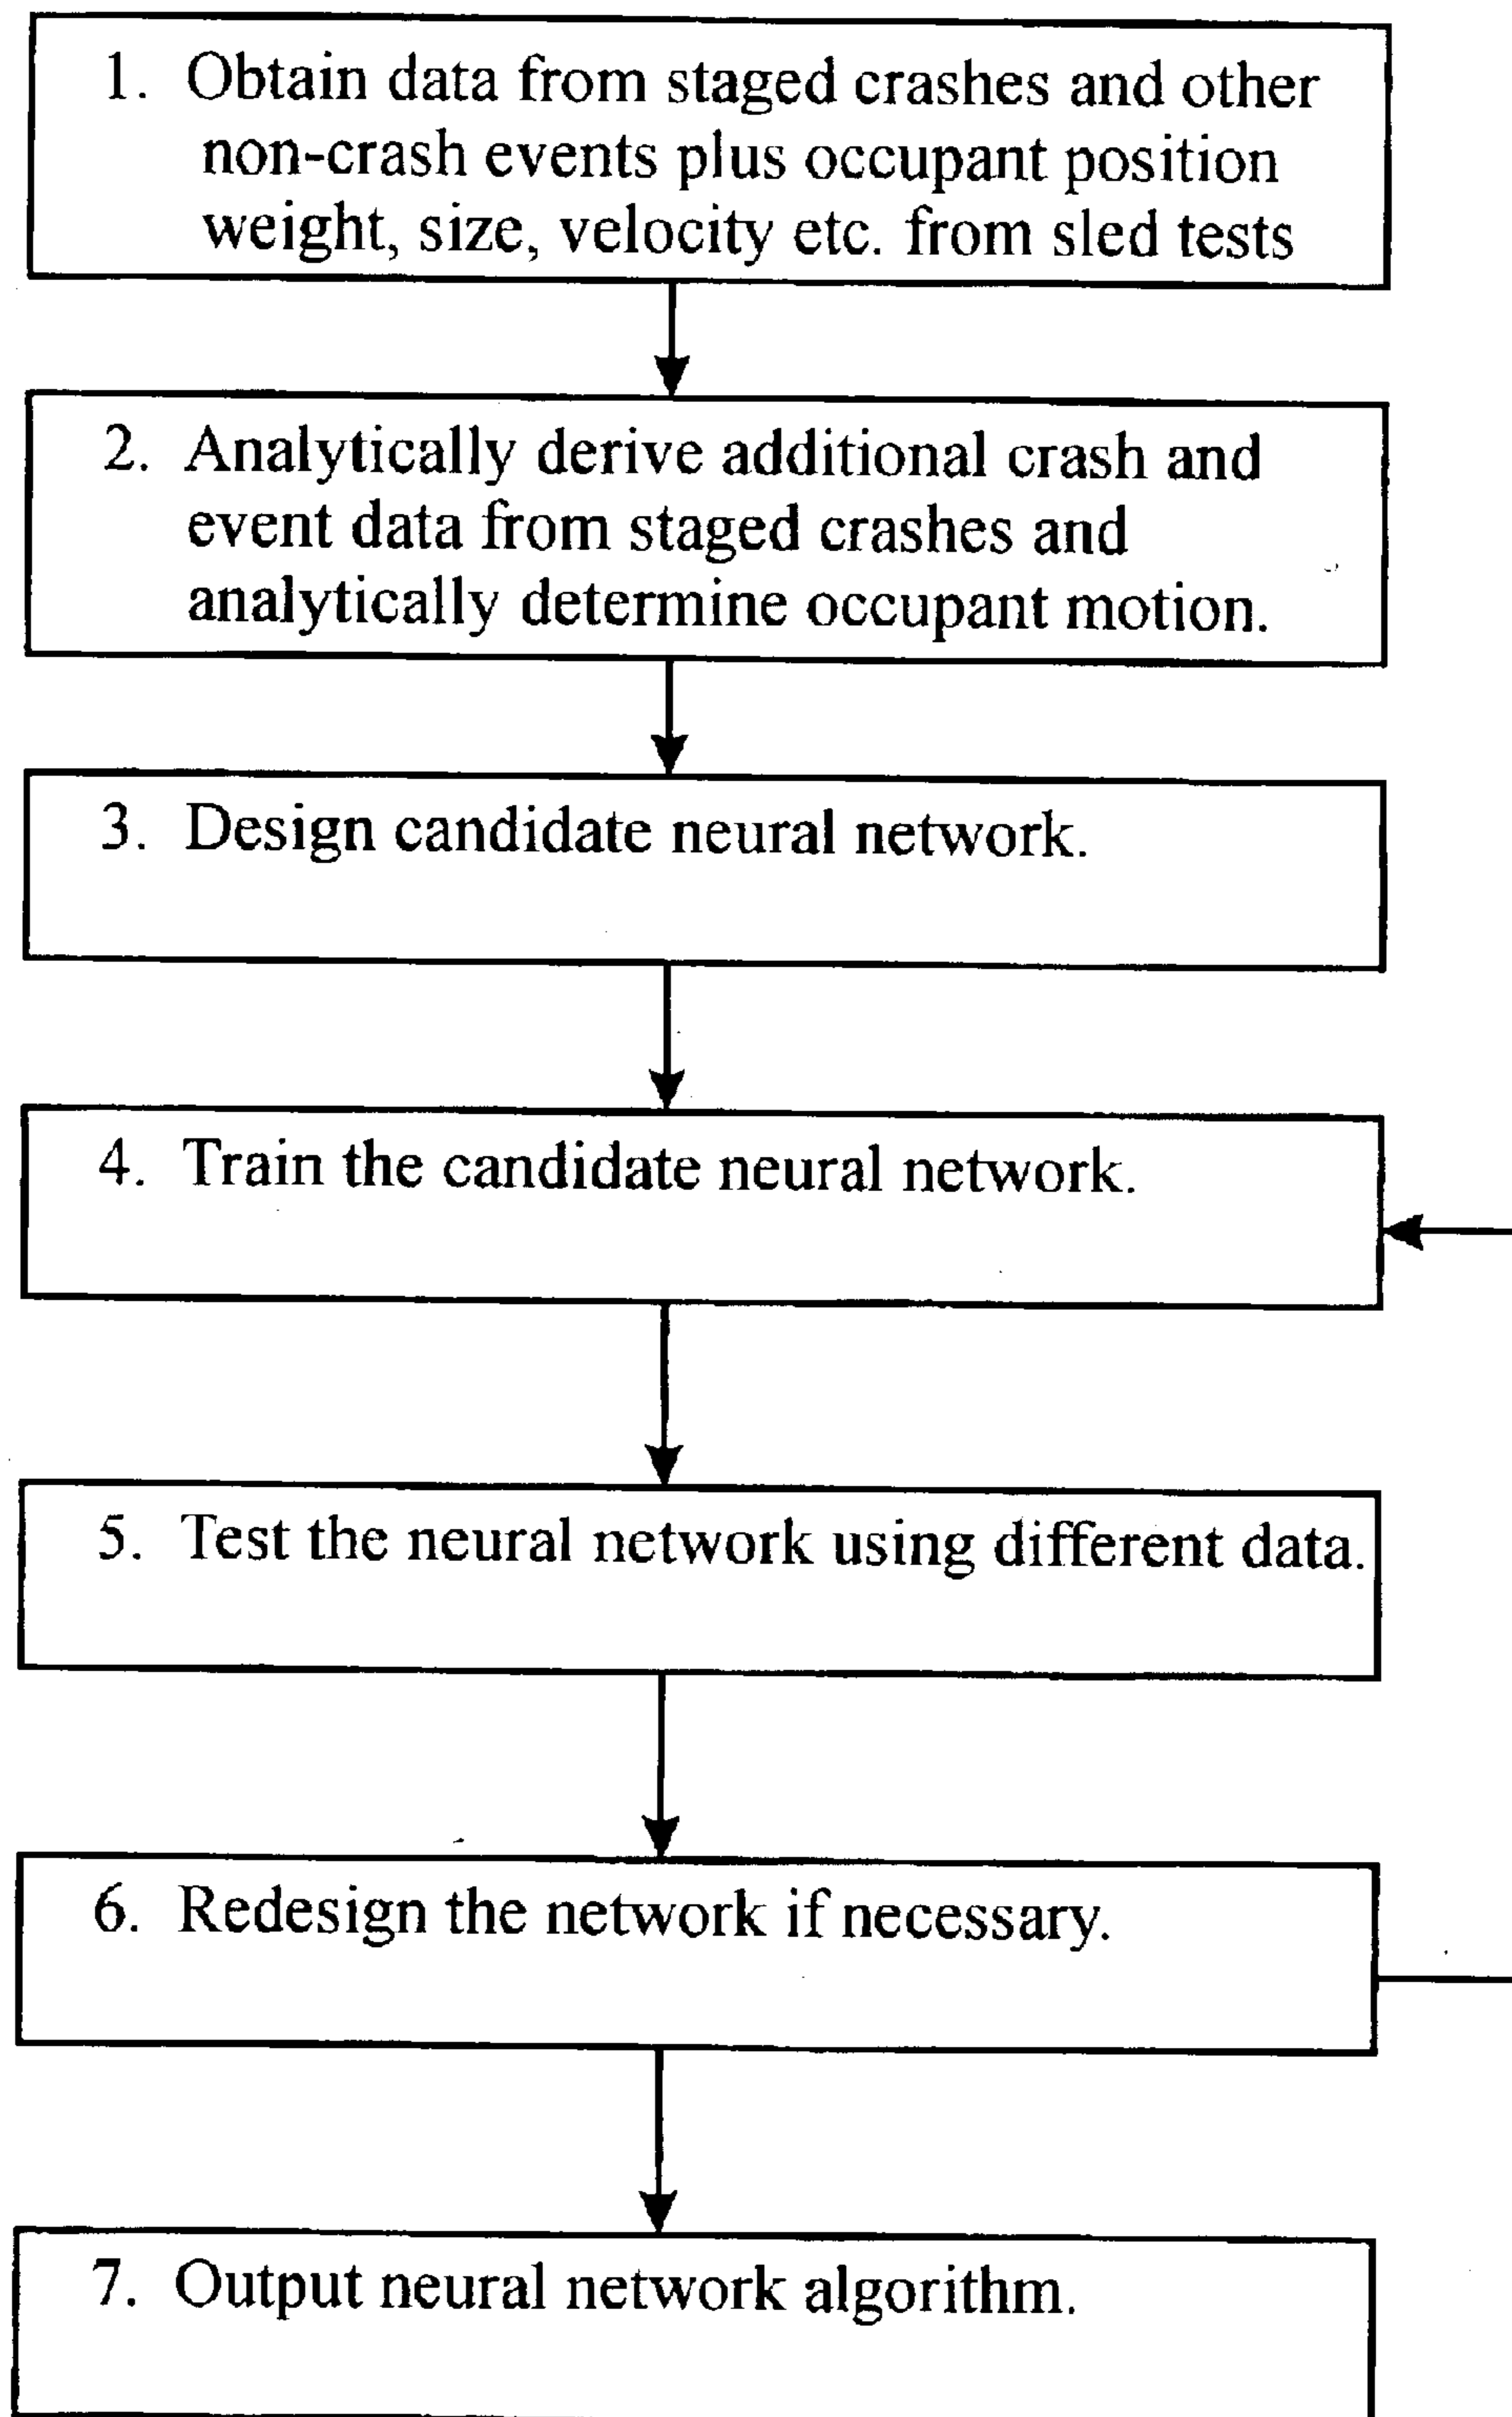 1. Obtain data from staged crashes and other
non-crash events plus occupant position
weight, size, velocity etc. from sled tests
2. Analytically derive additional crash and
event data from staged crashes and
analytically determine occupant motion.
3. Design candidate neural network.
4. Train the candidate neural network.
5. Test the neural network using different data.
6. Redesign the network if necessary.
7. Output neural network algorithm.